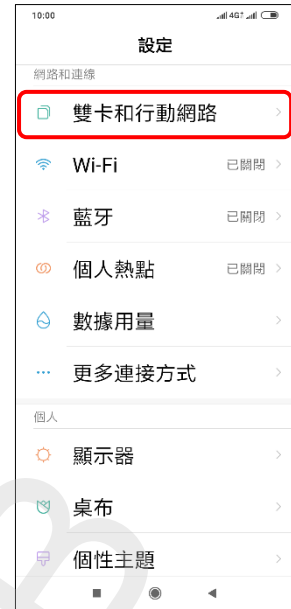 10:00 4G
設定
網路和連線
雙卡和行動網路
Wi-Fi 已關閉
藍牙 已關閉
個人熱點 已關閉
數據用量
更多連接方式
個人
顯示器
桌布
個性主題